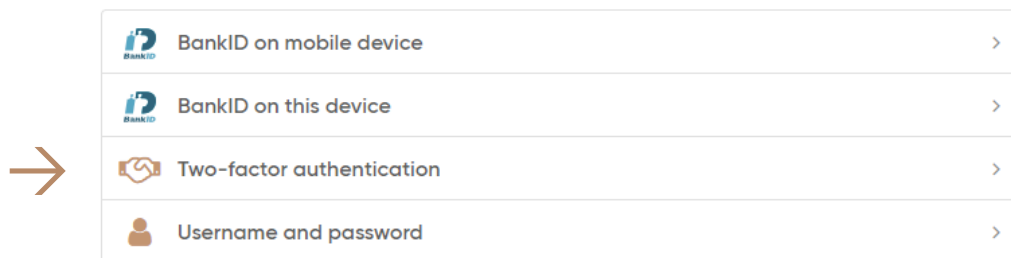 BankID
BankID on mobile device
BankID
BankID on this device
Two-factor authentication
Username and password